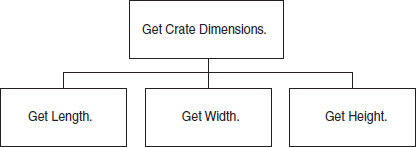 Get Crate Dimensions.
Get Length.
Get Width.
Get Height.